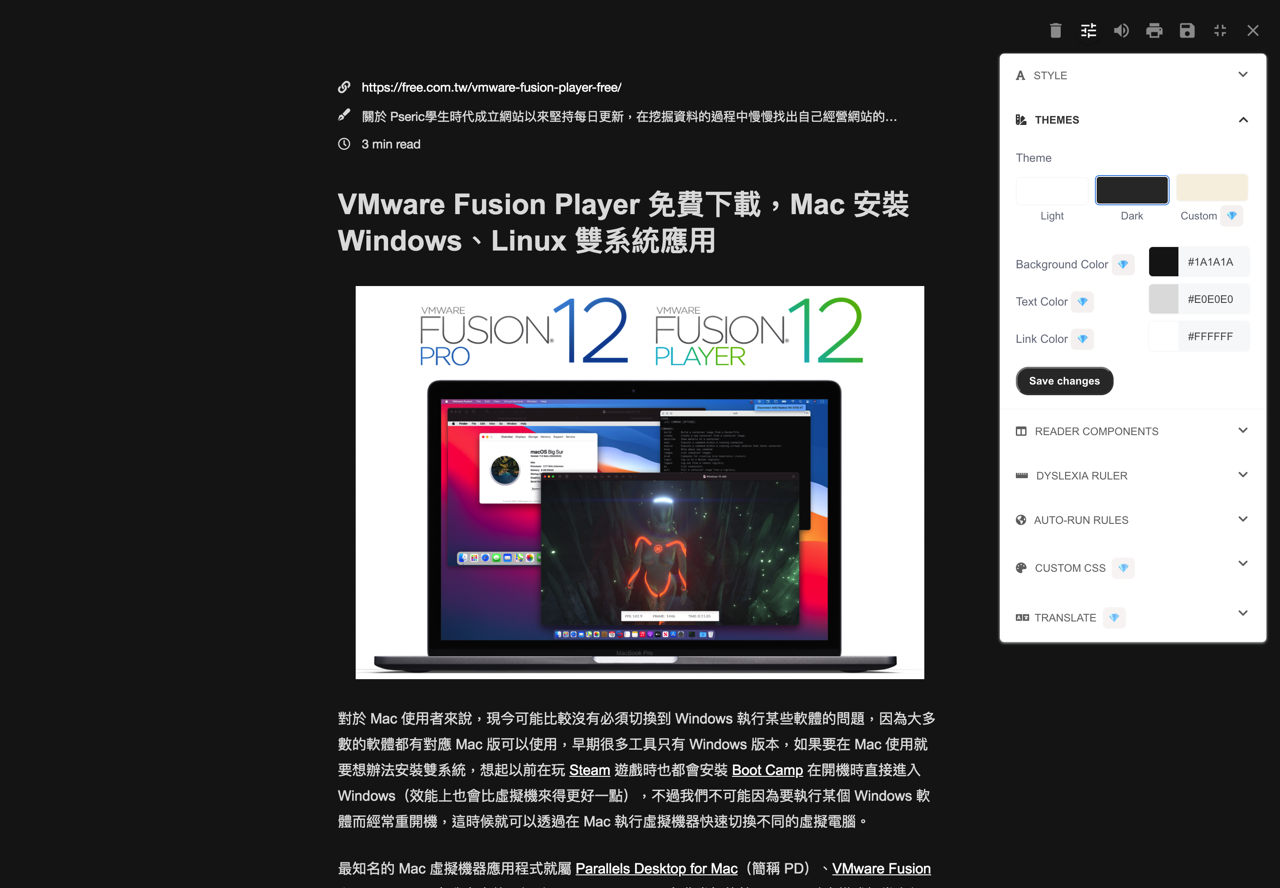 https://free.com.tw/vmware-fusion-player-free/
關於 Pseric學生時代成立網站以來堅持每日更新，在挖掘資料的過程中慢慢找出自己經營網站的…
3 min read
VMware Fusion Player 免費下載，Mac 安裝
Windows、Linux 雙系統應用
VMWARE
FUSION® 12
PRO
VMWARE
FUSION® 12
PLAYER
macOS Big Sur
MacBook Pro
對於 Mac 使用者來說，現今可能比較沒有必須切換到 Windows 執行某些軟體的問題，因為大多
數的軟體都有對應 Mac 版可以使用，早期很多工具只有 Windows 版本，如果要在 Mac 使用就
要想辦法安裝雙系統，想起以前在玩 Steam 遊戲時也都會安裝 Boot Camp 在開機時直接進入
Windows（效能上也會比虛擬機來得更好一點），不過我們不可能因為要執行某個 Windows 軟
體而經常重開機，這時候就可以透過在 Mac 執行虛擬機器快速切換不同的虛擬電腦。
最知名的 Mac 虛擬機器應用程式就屬 Parallels Desktop for Mac（簡稱 PD）、VMware Fusion
STYLE
THEMES
Theme
Light
Dark
Custom
Background Color
#1A1A1A
Text Color
#E0E0E0
Link Color
#FFFFFF
Save changes
READER COMPONENTS
DYSLEXIA RULER
AUTO-RUN RULES
CUSTOM CSS
TRANSLATE